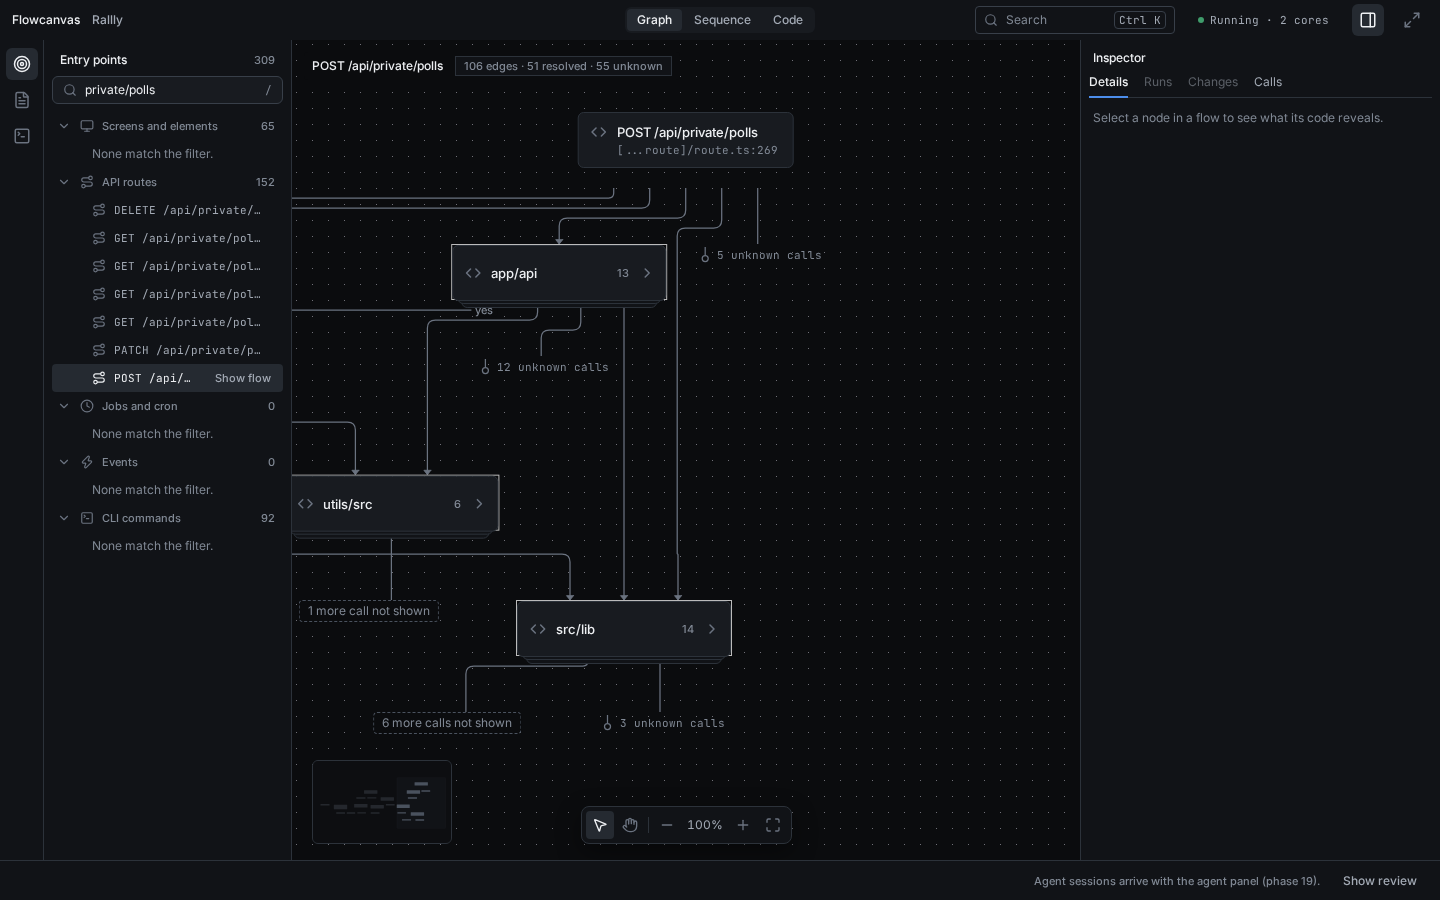 Flowcanvas Rallly
Graph Sequence Code
Search Ctrl K
Running · 2 cores
Entry points 309
private/polls /
Screens and elements 65
None match the filter.
API routes 152
DELETE /api/private/…
GET /api/private/pol…
GET /api/private/pol…
GET /api/private/pol…
GET /api/private/pol…
PATCH /api/private/p…
POST /api/… Show flow
Jobs and cron 0
None match the filter.
Events 0
None match the filter.
CLI commands 92
None match the filter.
POST /api/private/polls 106 edges · 51 resolved · 55 unknown
POST /api/private/polls
[...route]/route.ts:269
5 unknown calls
app/api 13
yes
12 unknown calls
utils/src 6
1 more call not shown
src/lib 14
6 more calls not shown
3 unknown calls
100%
Inspector
Details Runs Changes Calls
Select a node in a flow to see what its code reveals.
Agent sessions arrive with the agent panel (phase 19). Show review